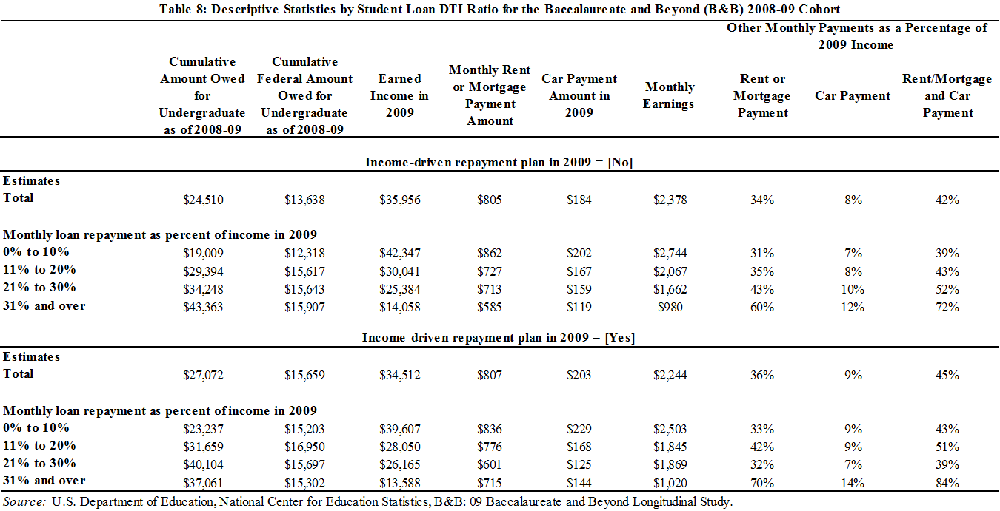 Table 8: Descriptive Statistics by Student Loan DTI Ratio for the Baccalaureate and Beyond (B&B) 2008-09 Cohort
Other Monthly Payments as a Percentage of
2009 Income
Cumulative
Amount Owed
for
Undergraduate
as of 2008-09
Cumulative
Federal Amount
Owed for
Undergraduate
as of 2008-09
Earned
Income in
2009
Monthly Rent
or Mortgage
Payment
Amount
Car Payment
Amount in
2009
Monthly
Earnings
Rent or
Mortgage
Payment
Car Payment
Rent/Mortgage
and Car
Payment
Income-driven repayment plan in 2009 = [No]
Estimates
Total $24,510 $13,638 $35,956 $805 $184 $2,378 34% 8% 42%
Monthly loan repayment as percent of income in 2009
0% to 10% $19,009 $12,318 $42,347 $862 $202 $2,744 31% 7% 39%
11% to 20% $29,394 $15,617 $30,041 $727 $167 $2,067 35% 8% 43%
21% to 30% $34,248 $15,643 $25,384 $713 $159 $1,662 43% 10% 52%
31% and over $43,363 $15,907 $14,058 $585 $119 $980 60% 12% 72%
Income-driven repayment plan in 2009 = [Yes]
Estimates
Total $27,072 $15,659 $34,512 $807 $203 $2,244 36% 9% 45%
Monthly loan repayment as percent of income in 2009
0% to 10% $23,237 $15,203 $39,607 $836 $229 $2,503 33% 9% 43%
11% to 20% $31,659 $16,950 $28,050 $776 $168 $1,845 42% 9% 51%
21% to 30% $40,104 $15,697 $26,165 $601 $125 $1,869 32% 7% 39%
31% and over $37,061 $15,302 $13,588 $715 $144 $1,020 70% 14% 84%
Source: U.S. Department of Education, National Center for Education Statistics, B&B: 09 Baccalaureate and Beyond Longitudinal Study.